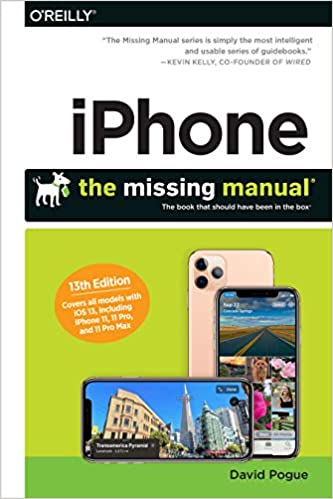 O'REILLY®
"The Missing Manual series is simply the most intelligent
and usable series of guidebooks."
—KEVIN KELLY, CO-FOUNDER OF WIRED
iPhone
the missing manual®
The book that should have been in the box®
13th Edition
Covers all models with
iOS 13, including
iPhone 11, 11 Pro,
and 11 Pro Max
Transamerica Pyramid
David Pogue